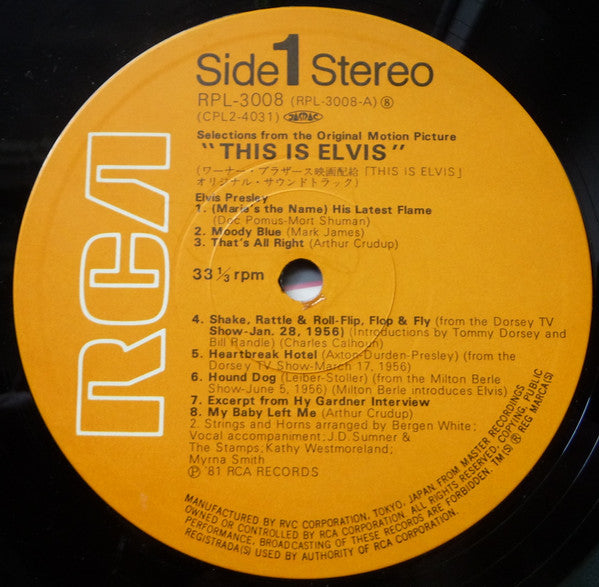 Side 1 Stereo
RPL-3008 (RPL-3008-A) Ⓑ
(CPL2-4031) JASRAC
Selections from the Original Motion Picture
"THIS IS ELVIS"
(ワーナー・ブラザース映画配給「THIS IS ELVIS」
オリジナル・サウンドトラック)
Elvis Presley
1. (Marie's the Name) His Latest Flame
(Doc Pomus-Mort Shuman)
2. Moody Blue (Mark James)
3. That's All Right (Arthur Crudup)
33 1/3 rpm
4. Shake, Rattle & Roll-Flip, Flop & Fly (from the Dorsey TV
Show-Jan. 28, 1956) (Introductions by Tommy Dorsey and
Bill Randle) (Charles Calhoun)
5. Heartbreak Hotel (Axton-Durden-Presley) (from the
Dorsey TV Show-March 17, 1956)
6. Hound Dog (Leiber-Stoller) (from the Milton Berle
Show-June 5, 1956) (Milton Berle introduces Elvis)
7. Excerpt from Hy Gardner Interview
8. My Baby Left Me (Arthur Crudup)
2. Strings and Horns arranged by Bergen White;
Vocal accompaniment; J.D. Sumner &
The Stamps; Kathy Westmoreland;
Myrna Smith
Ⓟ '81 RCA RECORDS
RCA
MANUFACTURED BY RVC CORPORATION, TOKYO, JAPAN FROM MASTER RECORDINGS
OWNED OR CONTROLLED BY RCA CORPORATION. ALL RIGHTS RESERVED. COPYING, PUBLIC
PERFORMANCE, BROADCASTING OF THESE RECORDS ARE FORBIDDEN. TM(S) ® REG MARCA(S)
REGISTRADA(S) USED BY AUTHORITY OF RCA CORPORATION.